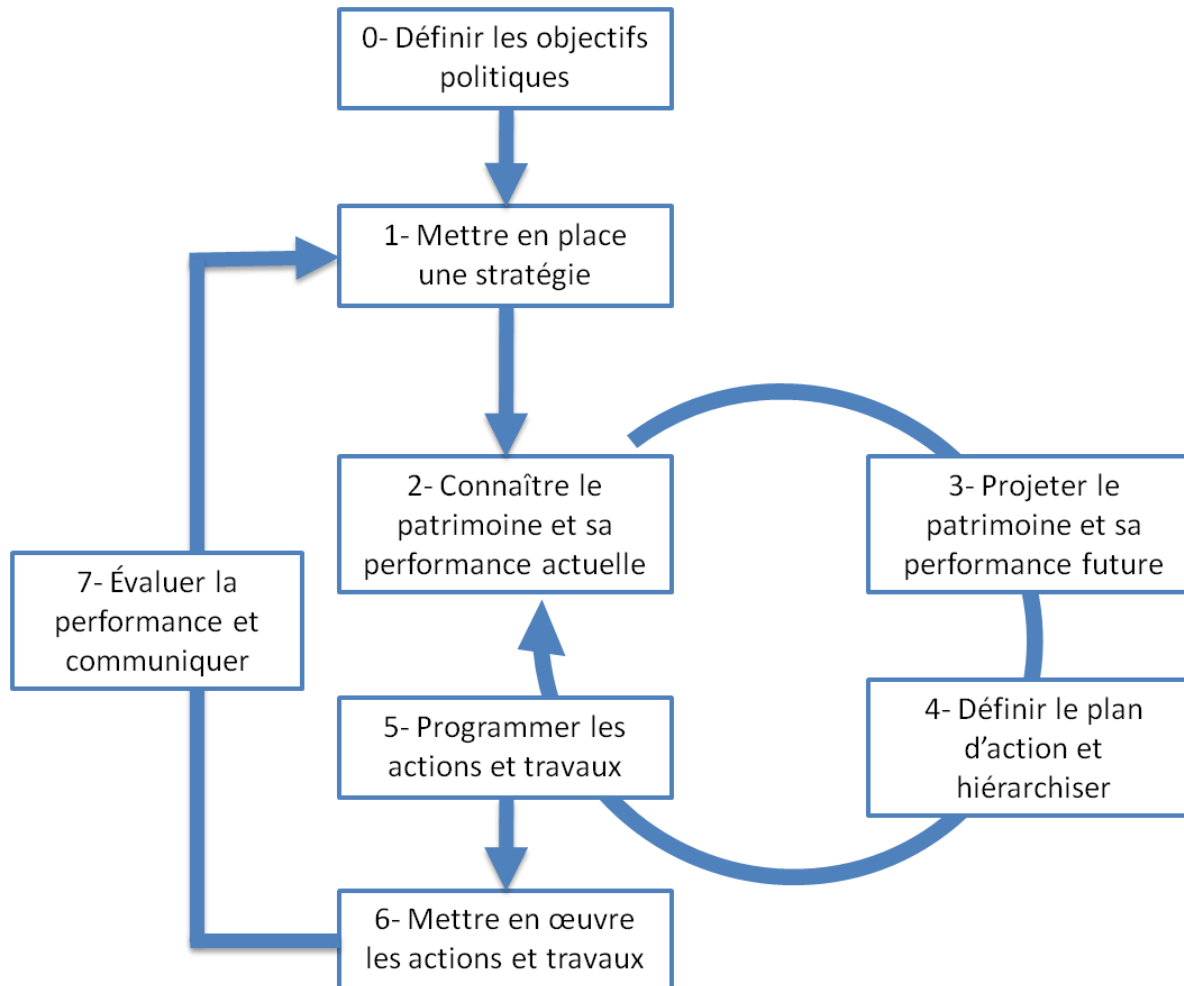 0- Définir les objectifs
politiques
1- Mettre en place
une stratégie
2- Connaître le
patrimoine et sa
performance actuelle
3- Projeter le
patrimoine et sa
performance future
4- Définir le plan
d’action et
hiérarchiser
5- Programmer les
actions et travaux
6- Mettre en œuvre
les actions et travaux
7- Évaluer la
performance et
communiquer